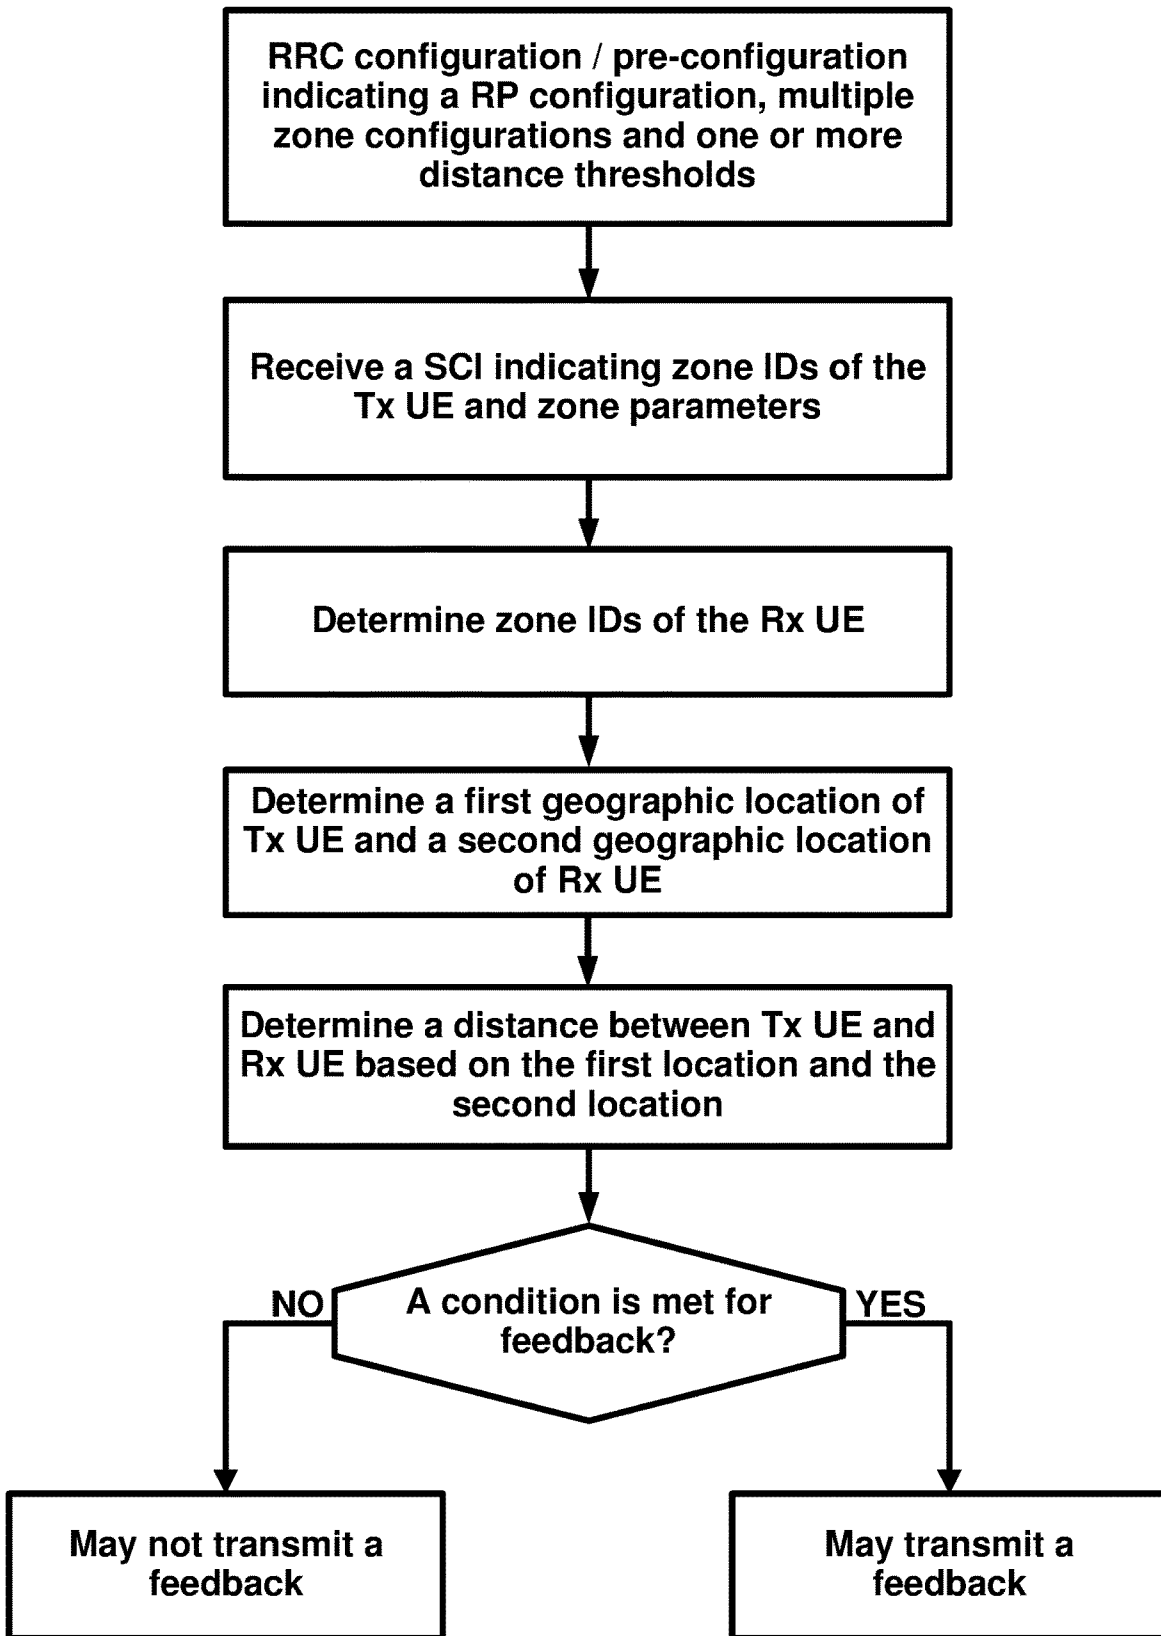 RRC configuration / pre-configuration
indicating a RP configuration, multiple
zone configurations and one or more
distance thresholds
Receive a SCI indicating zone IDs of the
Tx UE and zone parameters
Determine zone IDs of the Rx UE
Determine a first geographic location of
Tx UE and a second geographic location
of Rx UE
Determine a distance between Tx UE and
Rx UE based on the first location and the
second location
A condition is met for
feedback?
NO
YES
May not transmit a
feedback
May transmit a
feedback